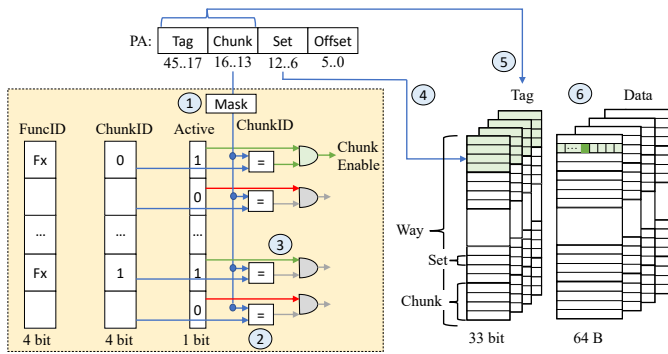 PA: Tag Chunk Set Offset
45..17 16..13 12..6 5..0
1 Mask
ChunkID
FuncID ChunkID Active
Fx 0 1 =
Chunk
Enable
0 =
... ...
3
Fx 1 1 =
0 =
4 bit 4 bit 1 bit 2
5
4 Tag 6 Data
...
Way
Set
Chunk
33 bit 64 B